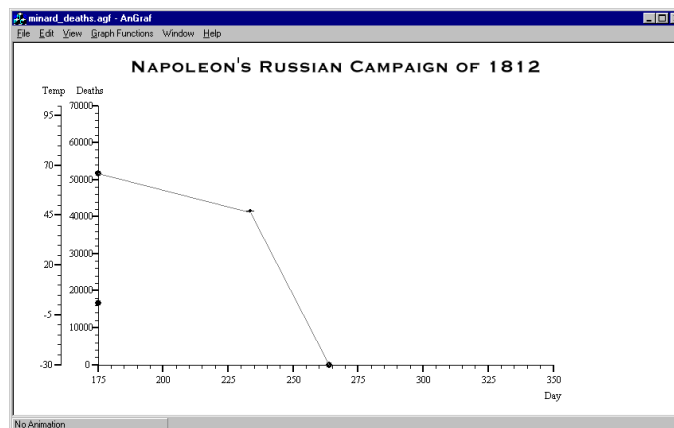 minard_deaths.agf - AnGraf
File Edit View Graph Functions Window Help
Napoleon's Russian Campaign of 1812
Temp Deaths
95
70
45
20
-5
-30
70000
60000
50000
40000
30000
20000
10000
0
175 200 225 250 275 300 325 350
Day
No Animation